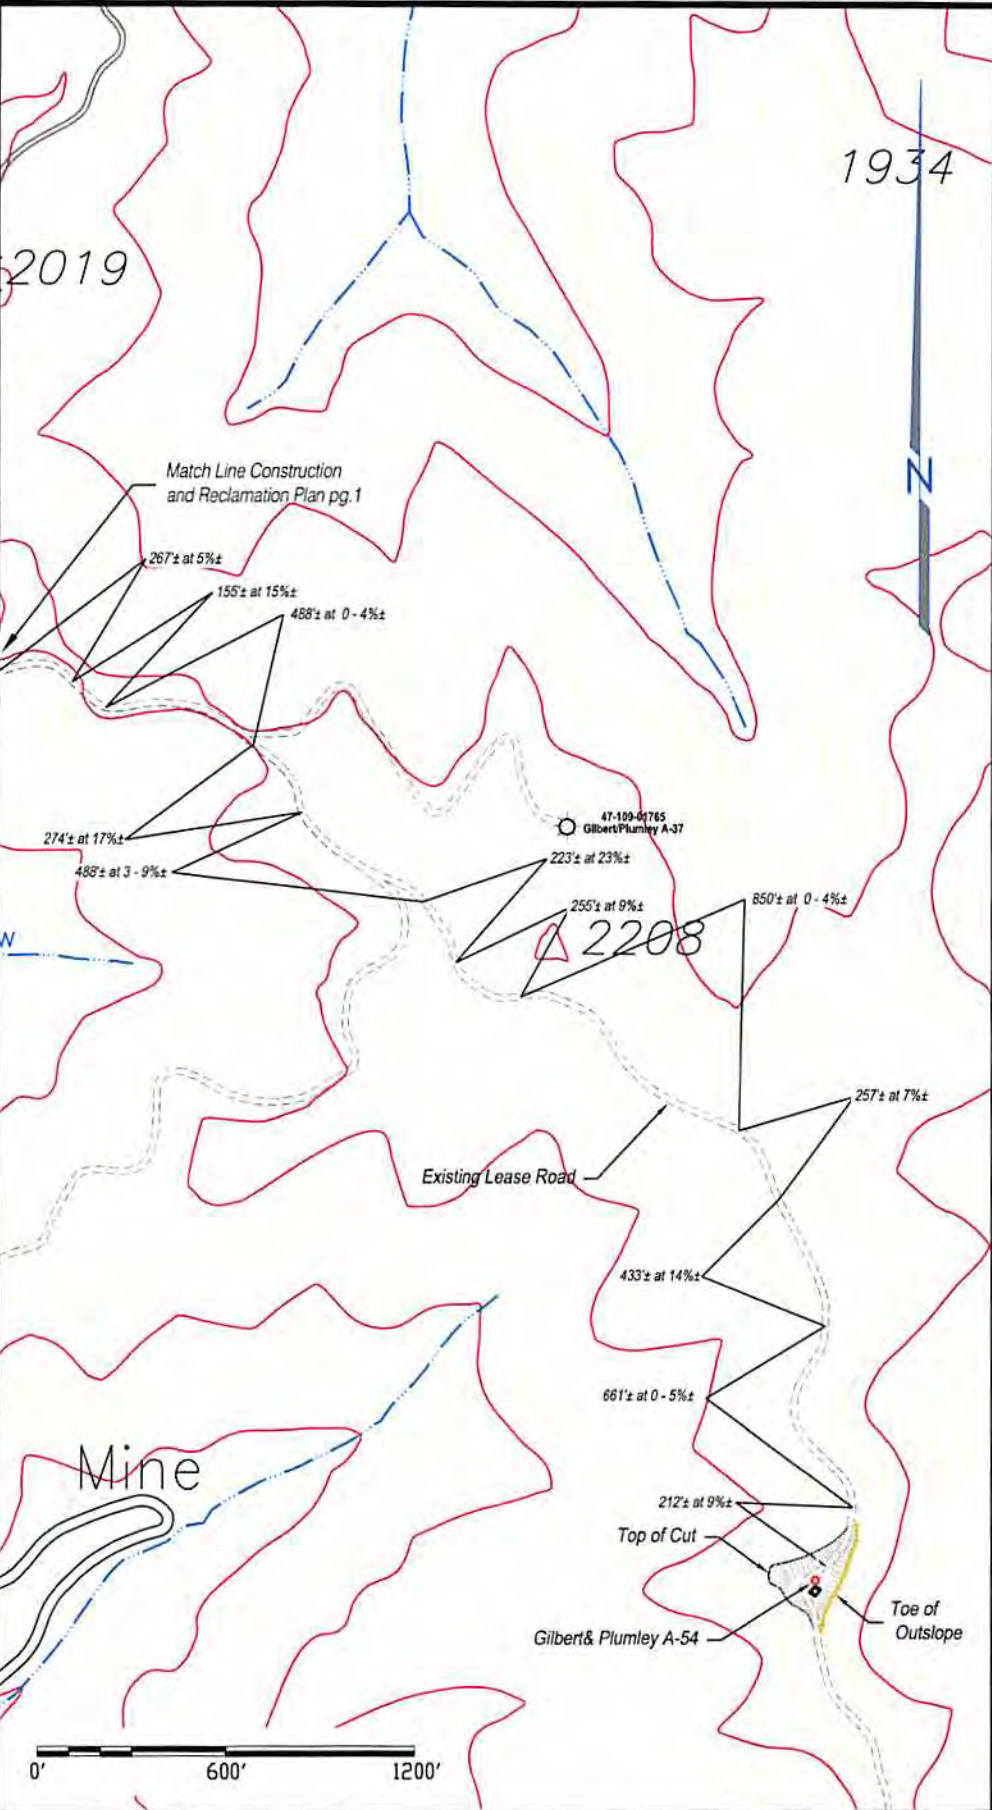 1934
2019
N
Match Line Construction
and Reclamation Plan pg.1
267'± at 5%±
155'± at 15%±
488'± at 0 - 4%±
47-109-01765
Gilbert/Plumley A-37
274'± at 17%±
488'± at 3 - 9%±
223'± at 23%±
255'± at 9%±
850'± at 0 - 4%±
2208
W
257'± at 7%±
Existing Lease Road
433'± at 14%±
661'± at 0 - 5%±
Mine
212'± at 9%±
Top of Cut
Toe of
Outslope
Gilbert& Plumley A-54
0' 600' 1200'